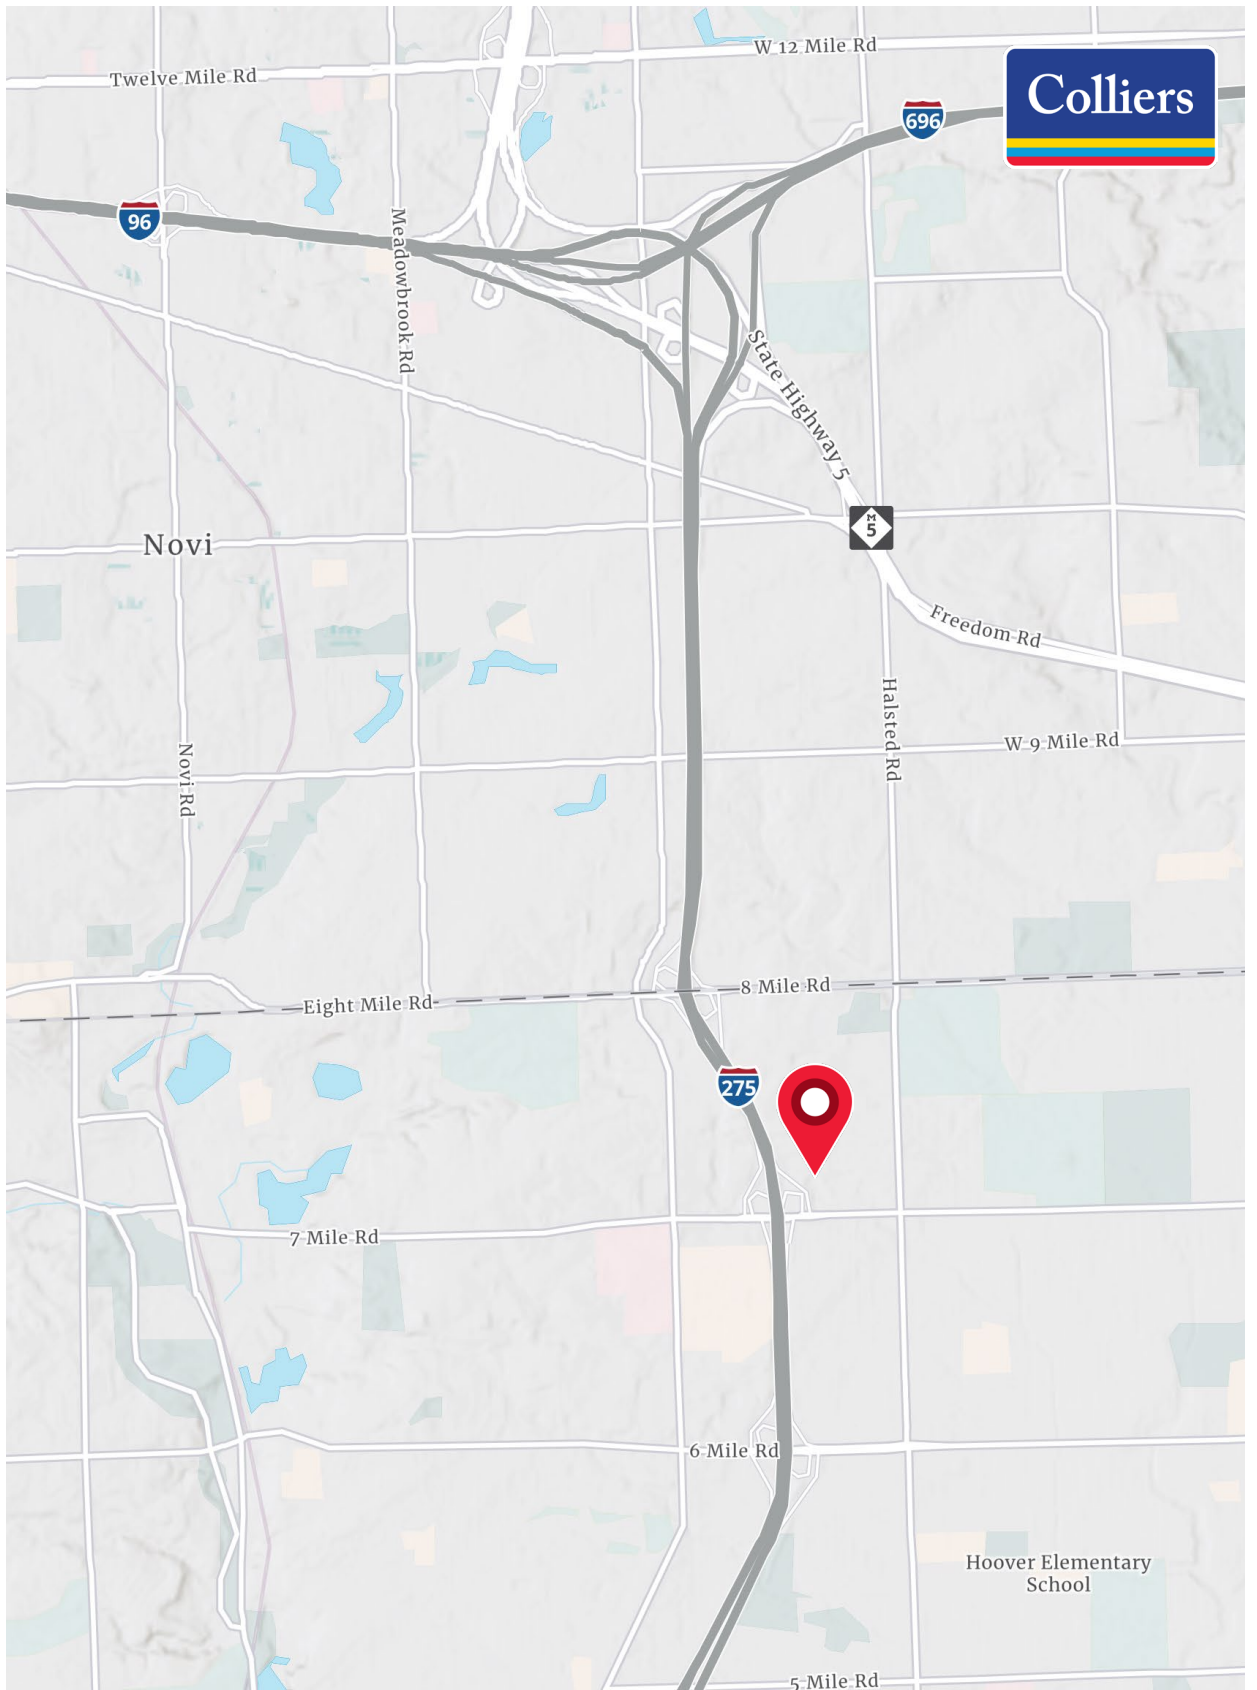 W 12 Mile Rd
Twelve Mile Rd
Colliers
696
96
Meadowbrook Rd
State Highway 5
M
5
Novi
Freedom Rd
Halsted Rd
W 9 Mile Rd
Novi Rd
8 Mile Rd
Eight Mile Rd
275
7 Mile Rd
6 Mile Rd
Hoover Elementary
School
5 Mile Rd